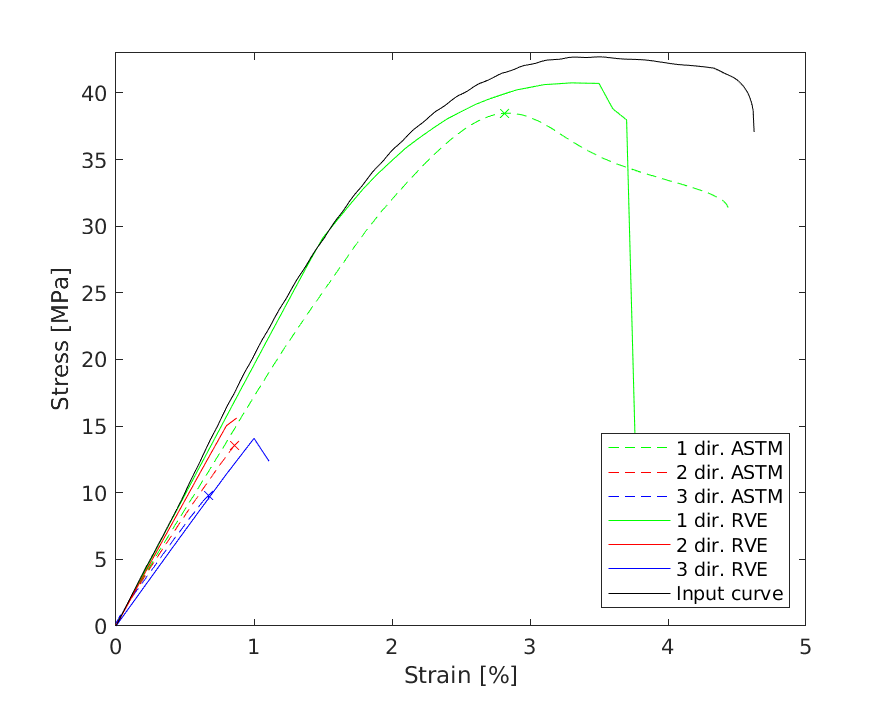 40
35
30
25
20
15
10
5
0
Stress [MPa]
1 dir. ASTM
2 dir. ASTM
3 dir. ASTM
1 dir. RVE
2 dir. RVE
3 dir. RVE
Input curve
0 1 2 3 4 5
Strain [%]